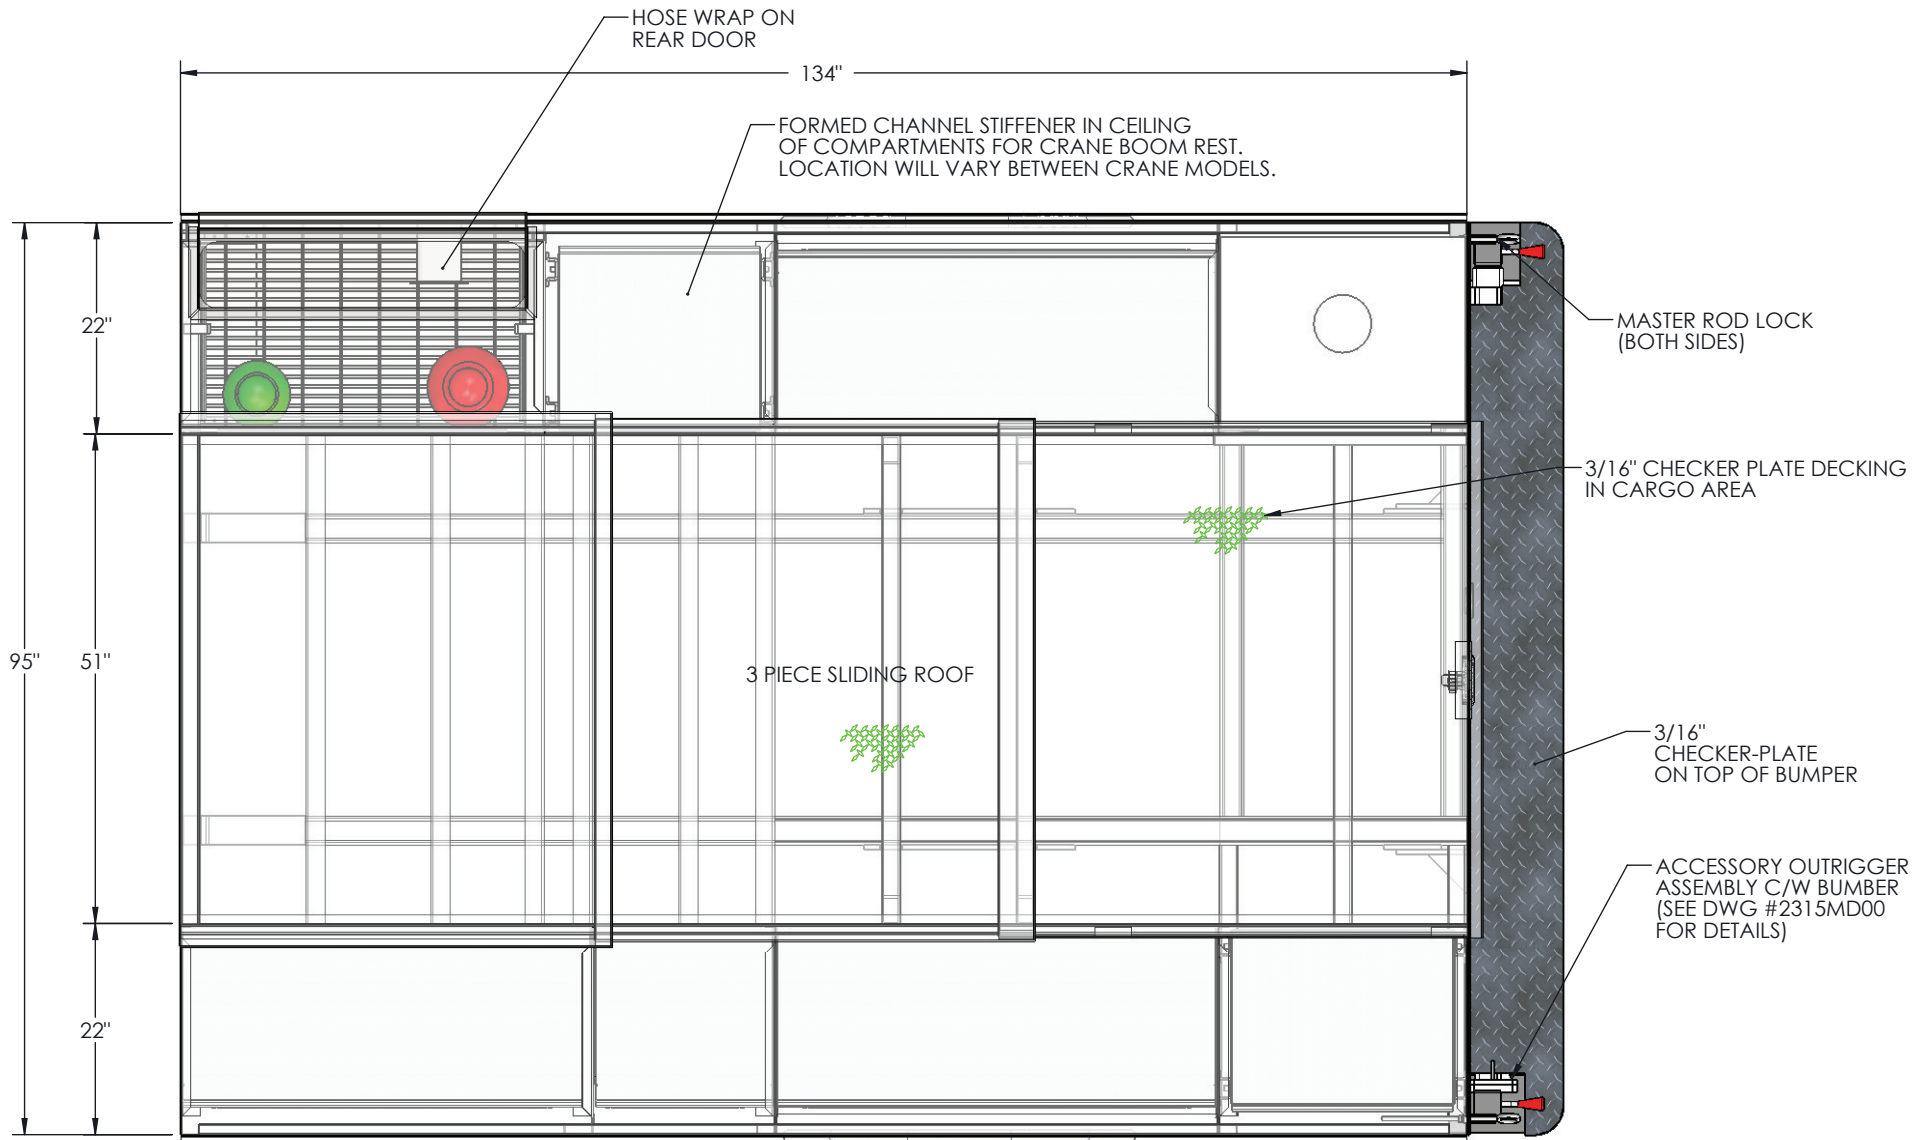 HOSE WRAP ON
REAR DOOR
134"
FORMED CHANNEL STIFFENER IN CEILING
OF COMPARTMENTS FOR CRANE BOOM REST.
LOCATION WILL VARY BETWEEN CRANE MODELS.
22"
MASTER ROD LOCK
(BOTH SIDES)
3/16" CHECKER PLATE DECKING
IN CARGO AREA
95"
51"
3 PIECE SLIDING ROOF
3/16"
CHECKER-PLATE
ON TOP OF BUMPER
ACCESSORY OUTRIGGER
ASSEMBLY C/W BUMBER
(SEE DWG #2315MD00
FOR DETAILS)
22"